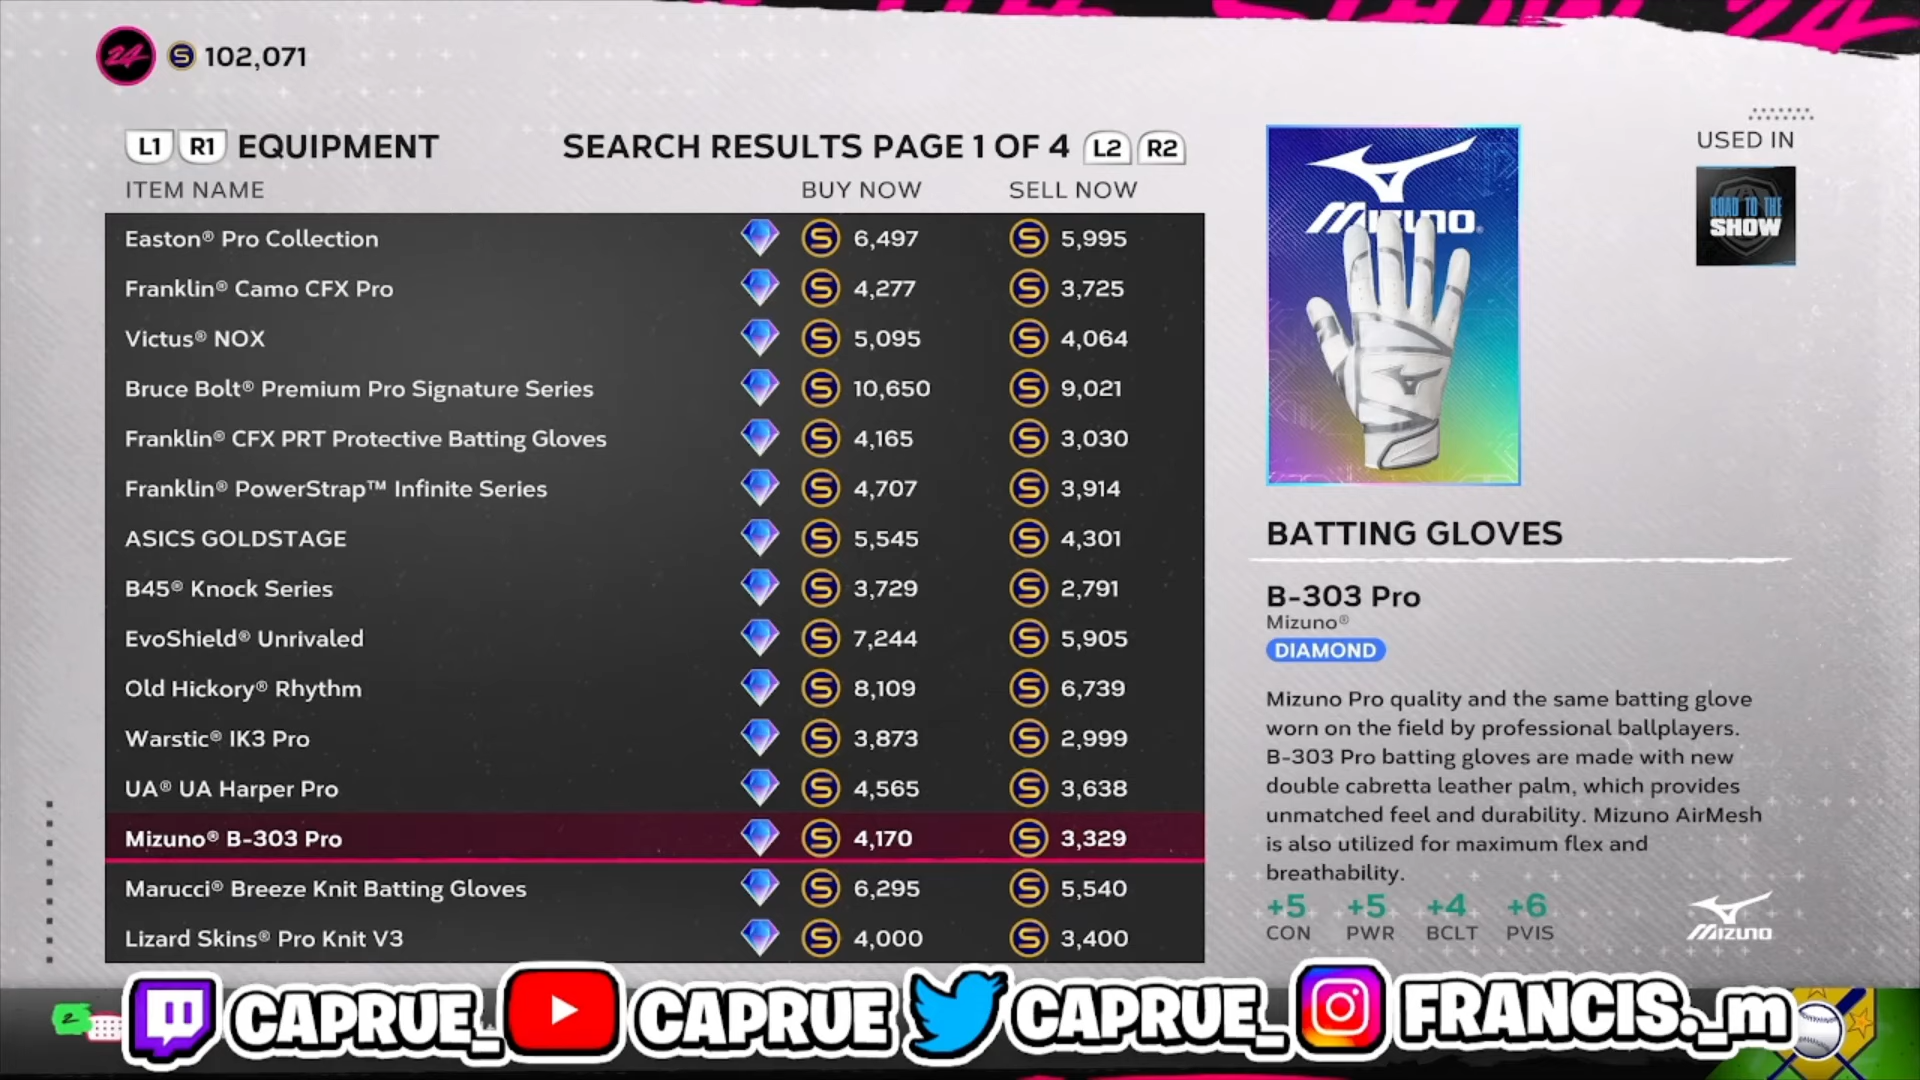 24 102,071
L1 R1 EQUIPMENT SEARCH RESULTS PAGE 1 OF 4 L2 R2
ITEM NAME BUY NOW SELL NOW
Easton® Pro Collection 6,497 5,995
Franklin® Camo CFX Pro 4,277 3,725
Victus® NOX 5,095 4,064
Bruce Bolt® Premium Pro Signature Series 10,650 9,021
Franklin® CFX PRT Protective Batting Gloves 4,165 3,030
Franklin® PowerStrap™ Infinite Series 4,707 3,914
ASICS GOLDSTAGE 5,545 4,301
B45® Knock Series 3,729 2,791
EvoShield® Unrivaled 7,244 5,905
Old Hickory® Rhythm 8,109 6,739
Warstic® IK3 Pro 3,873 2,999
UA® UA Harper Pro 4,565 3,638
Mizuno® B-303 Pro 4,170 3,329
Marucci® Breeze Knit Batting Gloves 6,295 5,540
Lizard Skins® Pro Knit V3 4,000 3,400
MIZUNO®
USED IN
ROAD TO THE
SHOW
BATTING GLOVES
B-303 Pro
Mizuno®
DIAMOND
Mizuno Pro quality and the same batting glove
worn on the field by professional ballplayers.
B-303 Pro batting gloves are made with new
double cabretta leather palm, which provides
unmatched feel and durability. Mizuno AirMesh
is also utilized for maximum flex and
breathability.
+5 +5 +4 +6
CON PWR BCLT PVIS
MIZUNO
CAPRUE_ CAPRUE CAPRUE_ FRANCIS._m